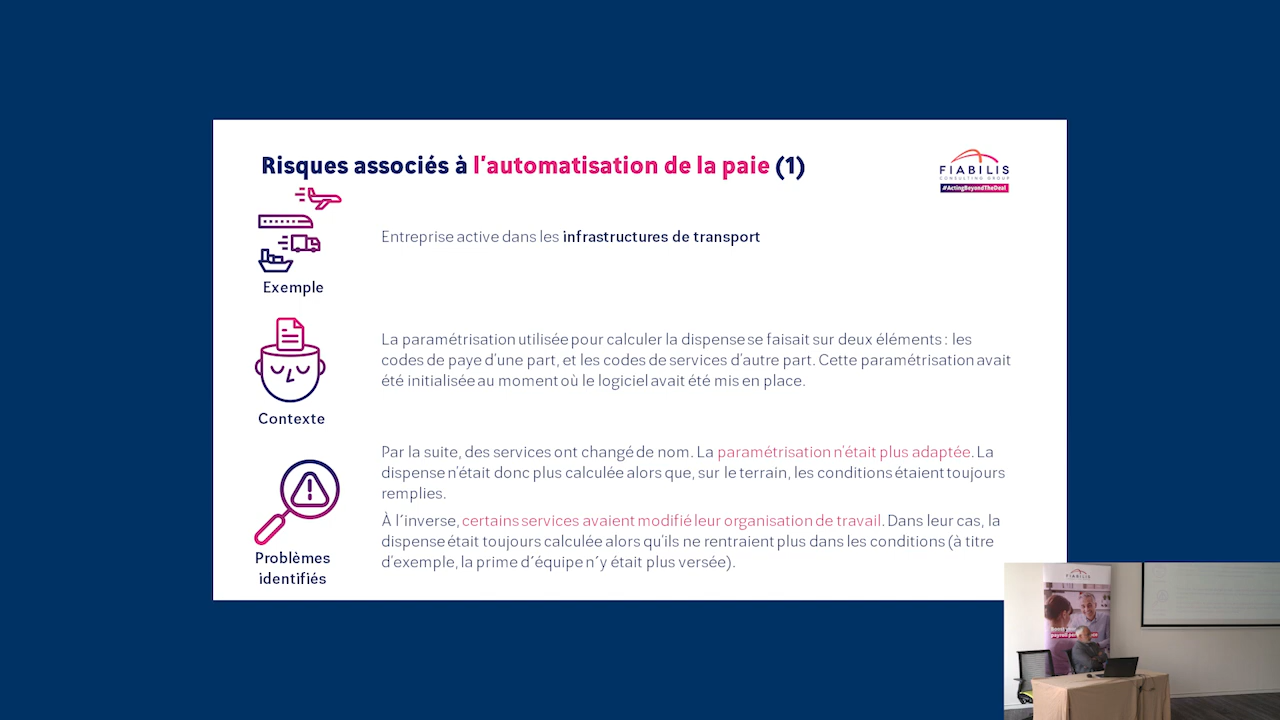 Risques associés à l'automatisation de la paie (1)
FIABILIS
CONSULTING GROUP
#ActingBeyondTheDeal
Entreprise active dans les infrastructures de transport
Exemple
La paramétrisation utilisée pour calculer la dispense se faisait sur deux éléments : les
codes de paye d'une part, et les codes de services d'autre part. Cette paramétrisation avait
été initialisée au moment où le logiciel avait été mis en place.
Contexte
Par la suite, des services ont changé de nom. La paramétrisation n'était plus adaptée. La
dispense n'était donc plus calculée alors que, sur le terrain, les conditions étaient toujours
remplies.
À l´inverse, certains services avaient modifié leur organisation de travail. Dans leur cas, la
dispense était toujours calculée alors qu'ils ne rentraient plus dans les conditions (à titre
d'exemple, la prime d´équipe n´y était plus versée).
Problèmes
identifiés
FIABILIS
payroll